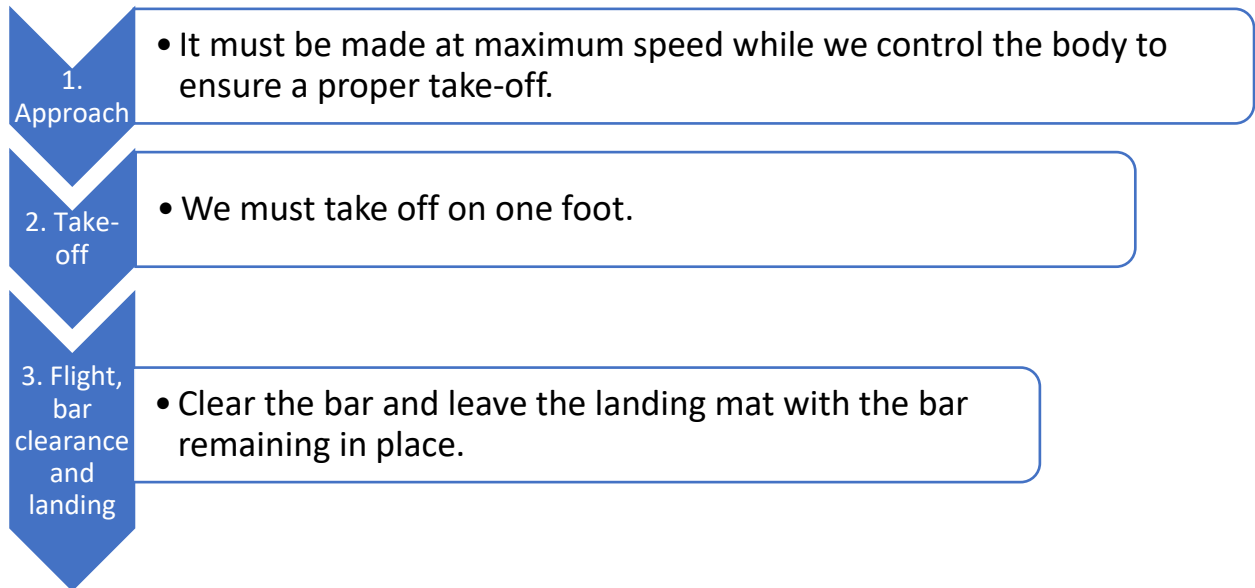 1.
Approach
• It must be made at maximum speed while we control the body to
ensure a proper take-off.
2. Take-
off
• We must take off on one foot.
3. Flight,
bar
clearance
and
landing
• Clear the bar and leave the landing mat with the bar
remaining in place.